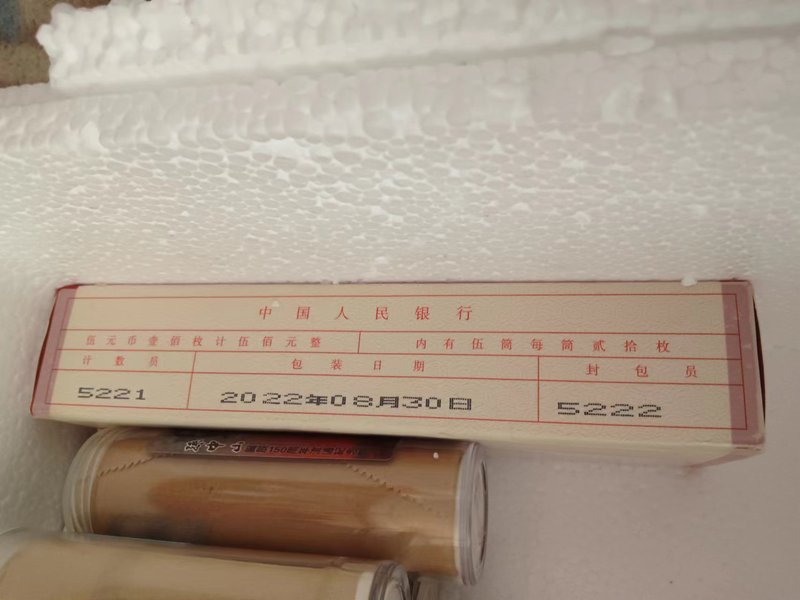 中国人民银行
伍元币壹佰枚计伍佰元整 内有伍筒每筒贰拾枚
计数员 包装日期 封包员
5221 2022年08月30日 5222